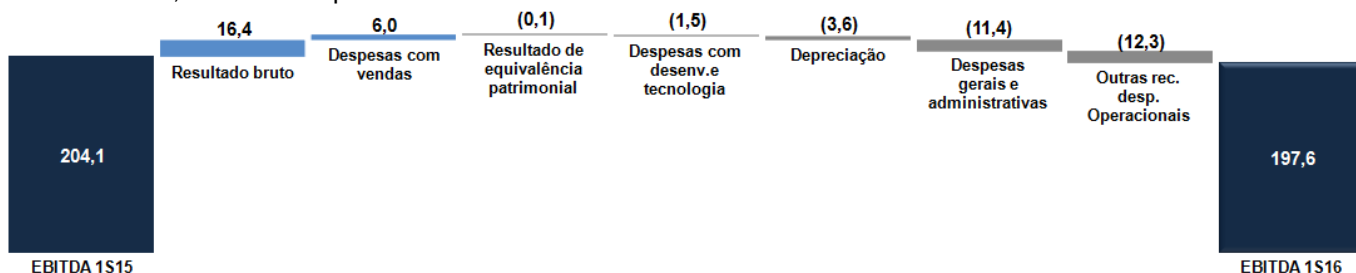 16,4
Resultado bruto
6,0
Despesas com
vendas
(0,1)
Resultado de
equivalência
patrimonial
(1,5)
Despesas com
desenv.e
tecnologia
(3,6)
Depreciação
(11,4)
Despesas
gerais e
administrativas
(12,3)
Outras rec.
desp.
Operacionais
204,1
EBITDA 1S15
197,6
EBITDA 1S16